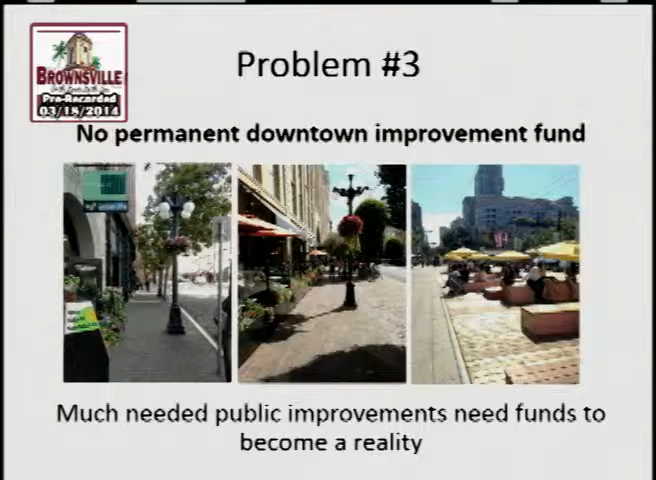 Problem #3
BROWNSVILLE
Pre-Recorded
03/18/2014
No permanent downtown improvement fund
Much needed public improvements need funds to
become a reality